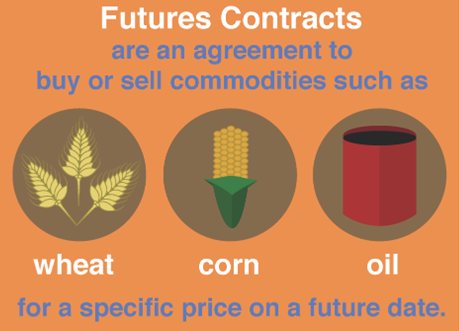 Futures Contracts
are an agreement to
buy or sell commodities such as
wheat corn oil
for a specific price on a future date.